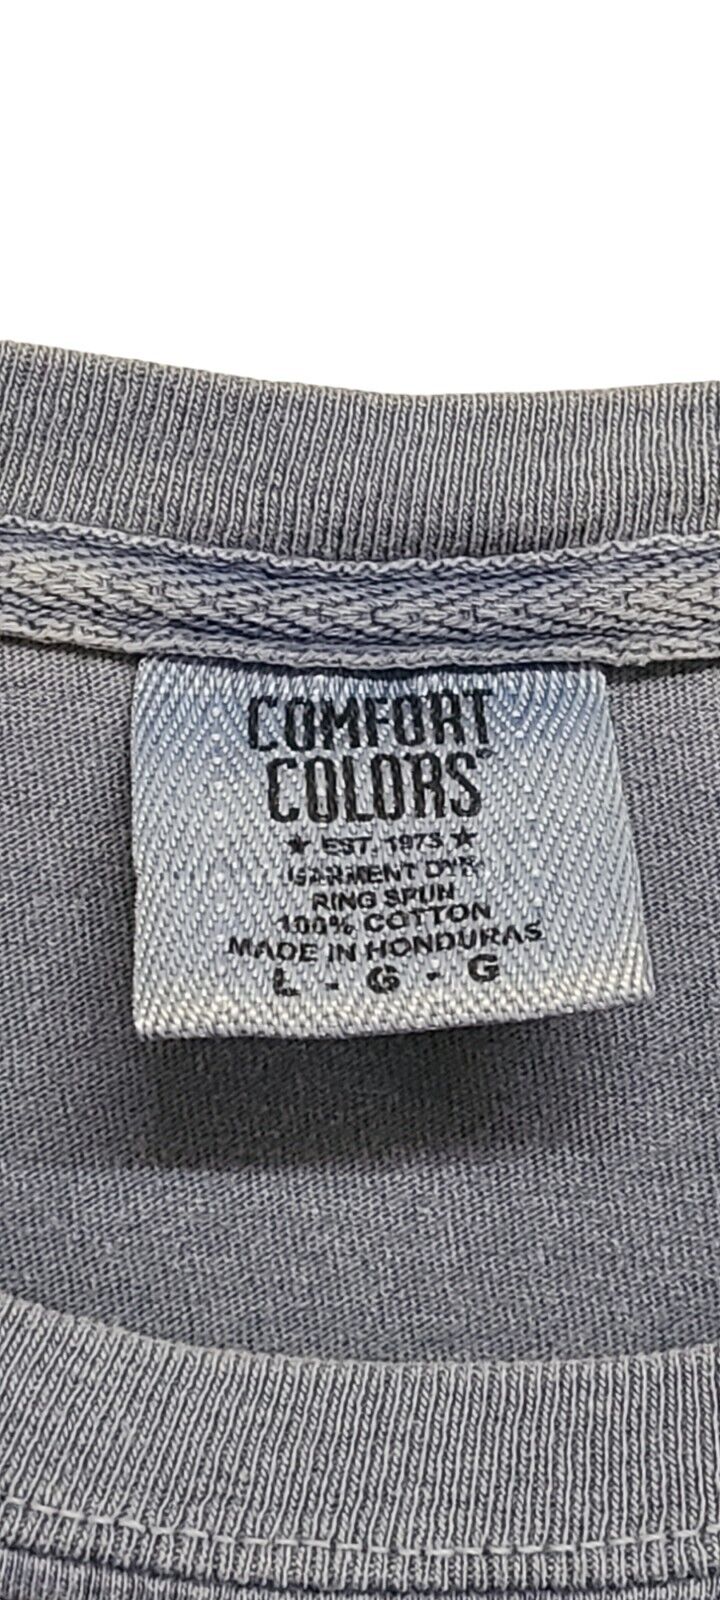 COMFORT
COLORS®
★ EST. 1975 ★
GARMENT DYE
RING SPUN
100% COTTON
MADE IN HONDURAS
L - G - G